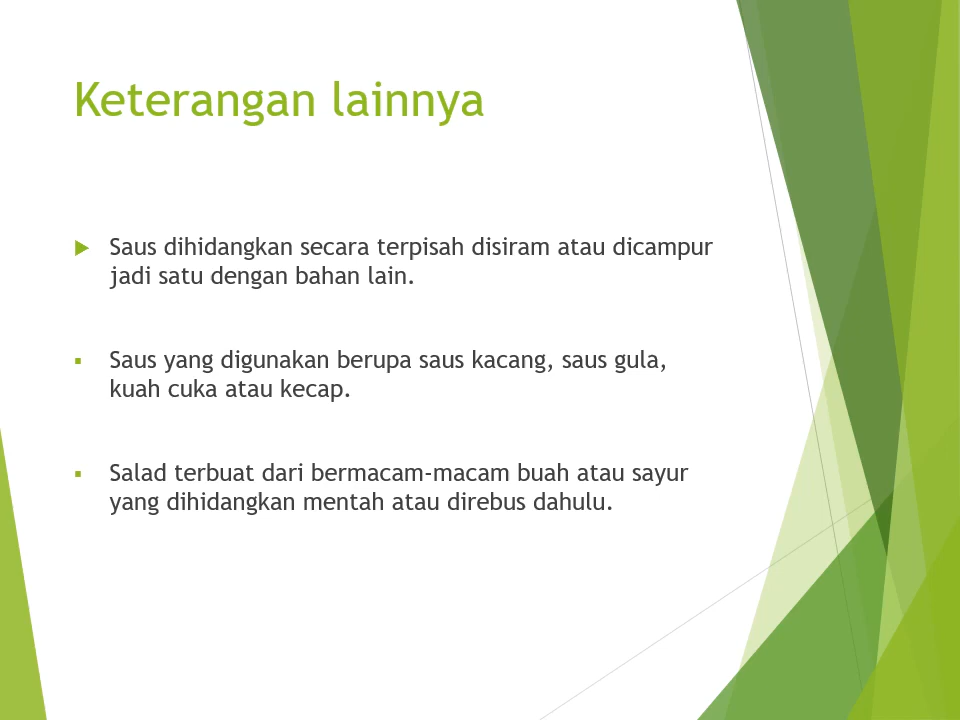 Keterangan lainnya
Saus dihidangkan secara terpisah disiram atau dicampur
jadi satu dengan bahan lain.
Saus yang digunakan berupa saus kacang, saus gula,
kuah cuka atau kecap.
Salad terbuat dari bermacam-macam buah atau sayur
yang dihidangkan mentah atau direbus dahulu.